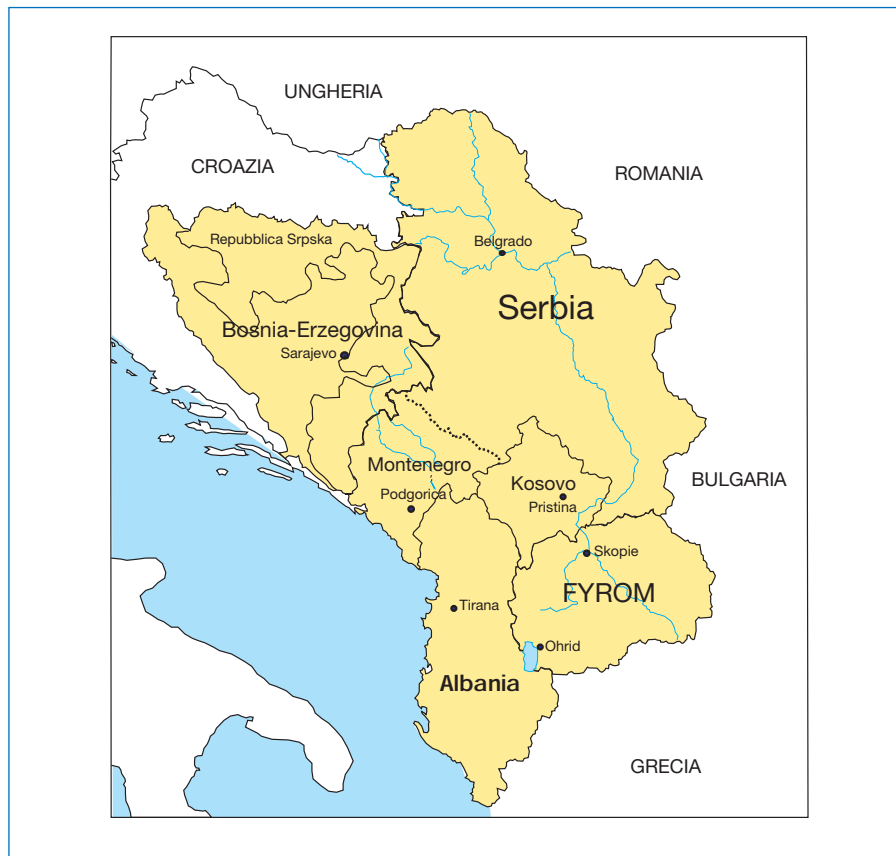 UNGHERIA
CROAZIA
ROMANIA
Repubblica Srpska
Belgrado
Serbia
Bosnia-Erzegovina
Sarajevo
Montenegro
Kosovo
BULGARIA
Podgorica
Pristina
Skopie
FYROM
Tirana
Ohrid
Albania
GRECIA